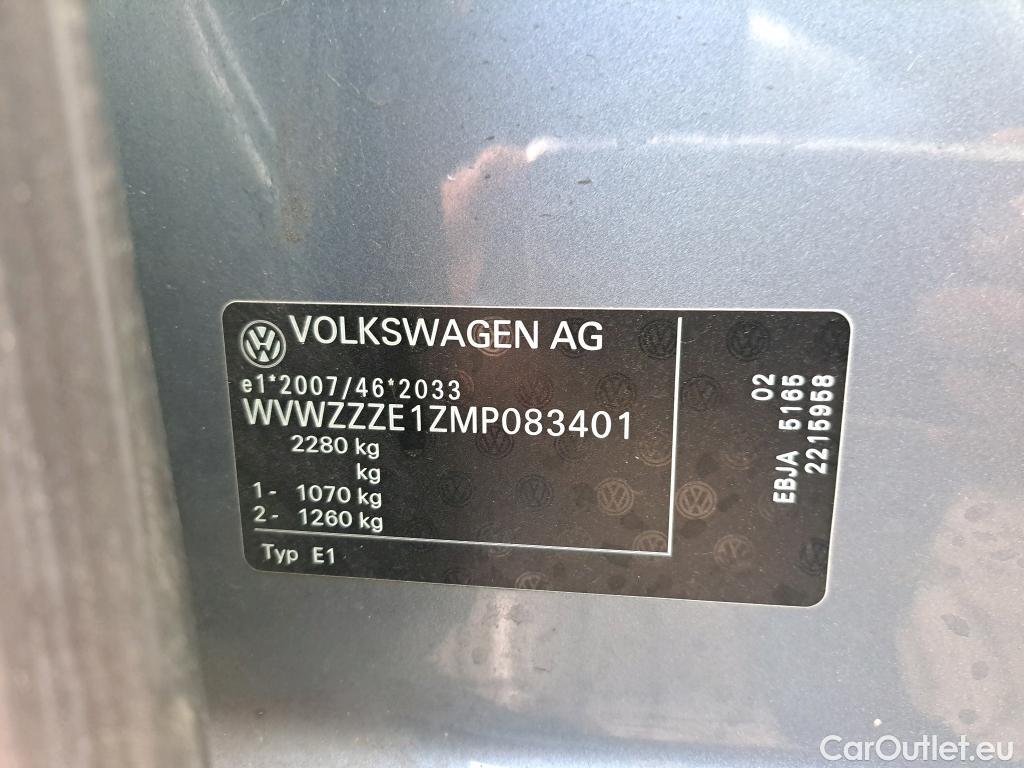 VOLKSWAGEN AG
e1*2007/46*2033
WVWZZZE1ZMP083401
2280 kg
kg
1- 1070 kg
2- 1260 kg
Typ E1
02
EBJA 5165
2215958
CarOutlet.eu